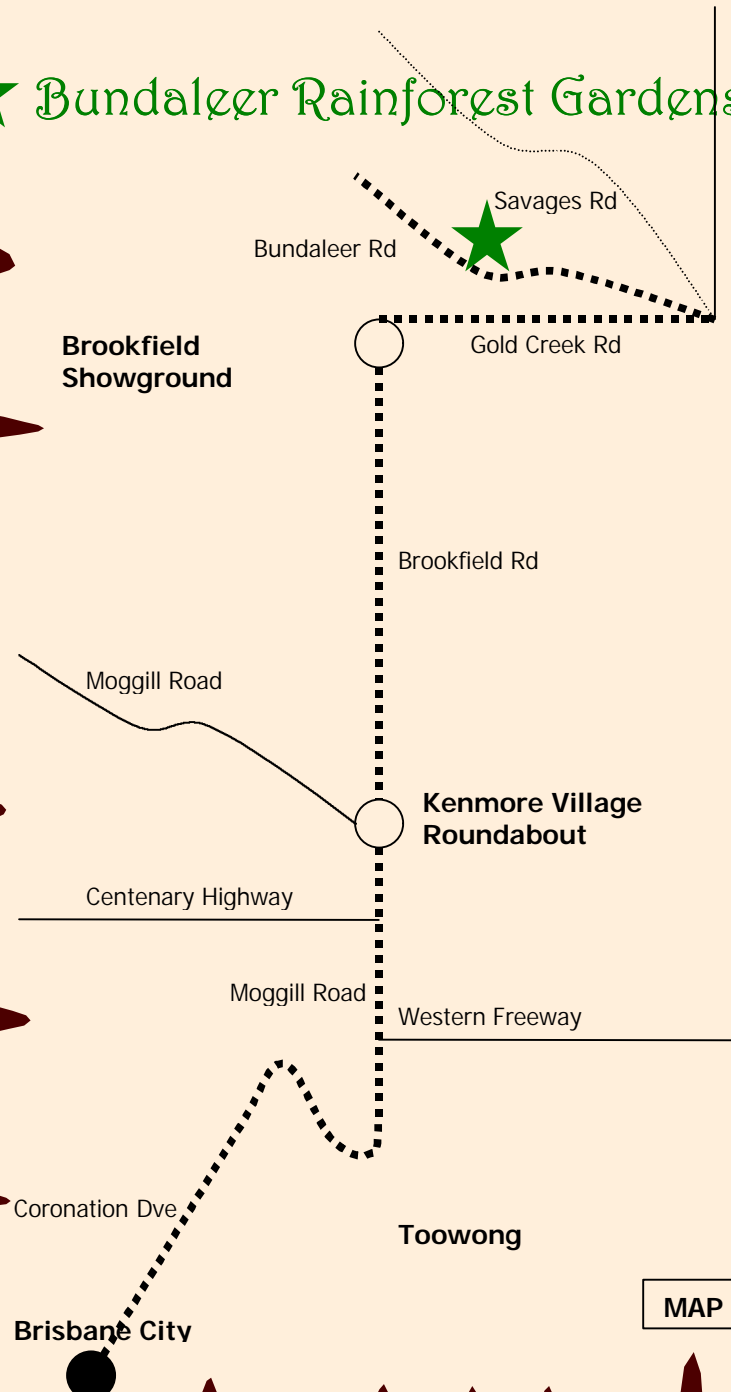 Bundaleer Rainforest Gardens
Savages Rd
Bundaleer Rd
Gold Creek Rd
Brookfield
Showground
Brookfield Rd
Moggill Road
Kenmore Village
Roundabout
Centenary Highway
Moggill Road
Western Freeway
Coronation Dve
Toowong
MAP
Brisbane City